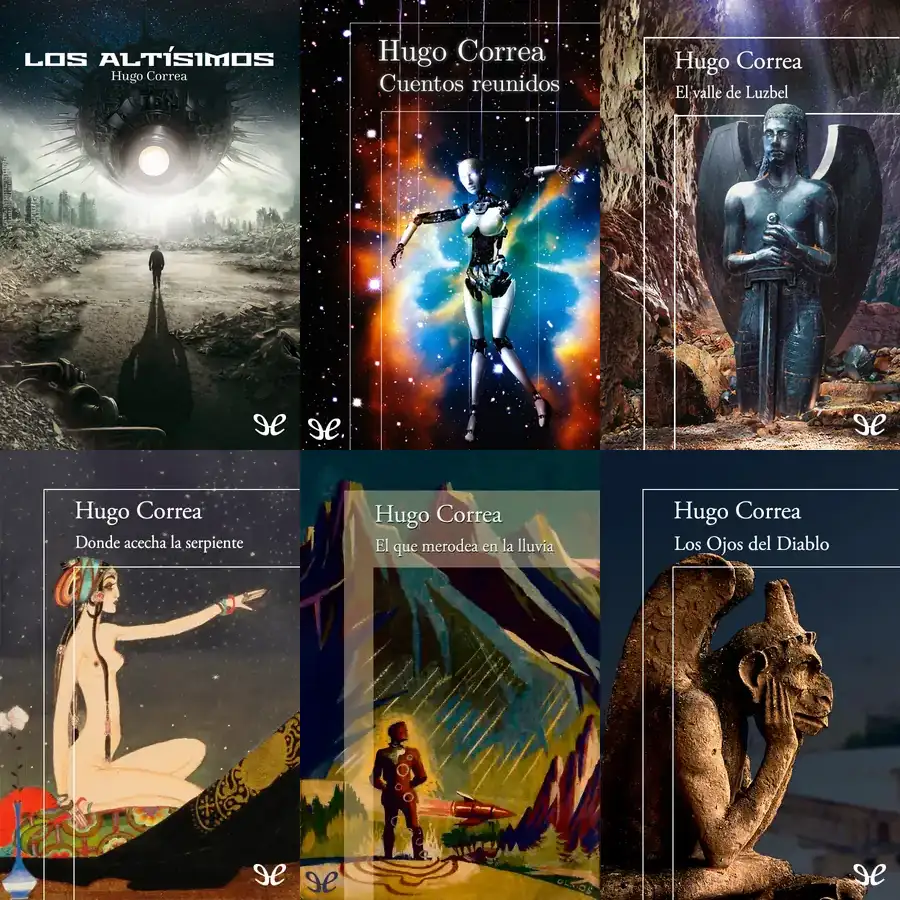 LOS ALTÍSIMOS
Hugo Correa
Hugo Correa
Cuentos reunidos
Hugo Correa
El valle de Luzbel
Hugo Correa
Donde acecha la serpiente
Hugo Correa
El que merodea en la lluvia
Hugo Correa
Los Ojos del Diablo